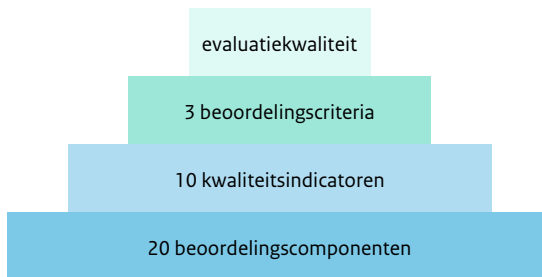 evaluatiekwaliteit
3 beoordelingscriteria
10 kwaliteitsindicatoren
20 beoordelingscomponenten